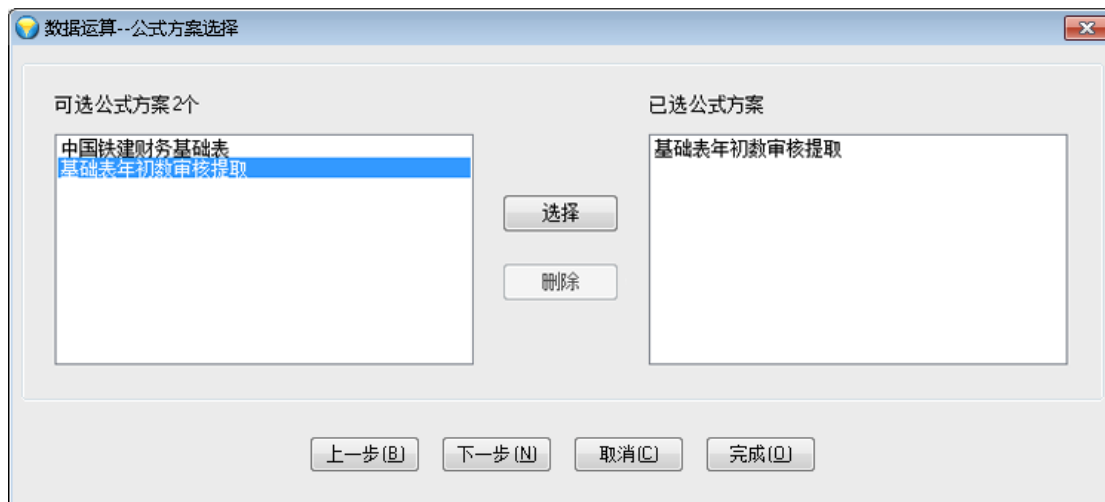 数据运算--公式方案选择
可选公式方案2个
已选公式方案
中国铁建财务基础表
基础表年初数审核提取
基础表年初数审核提取
选择
删除
上一步(B) 下一步(N) 取消(C) 完成(O)